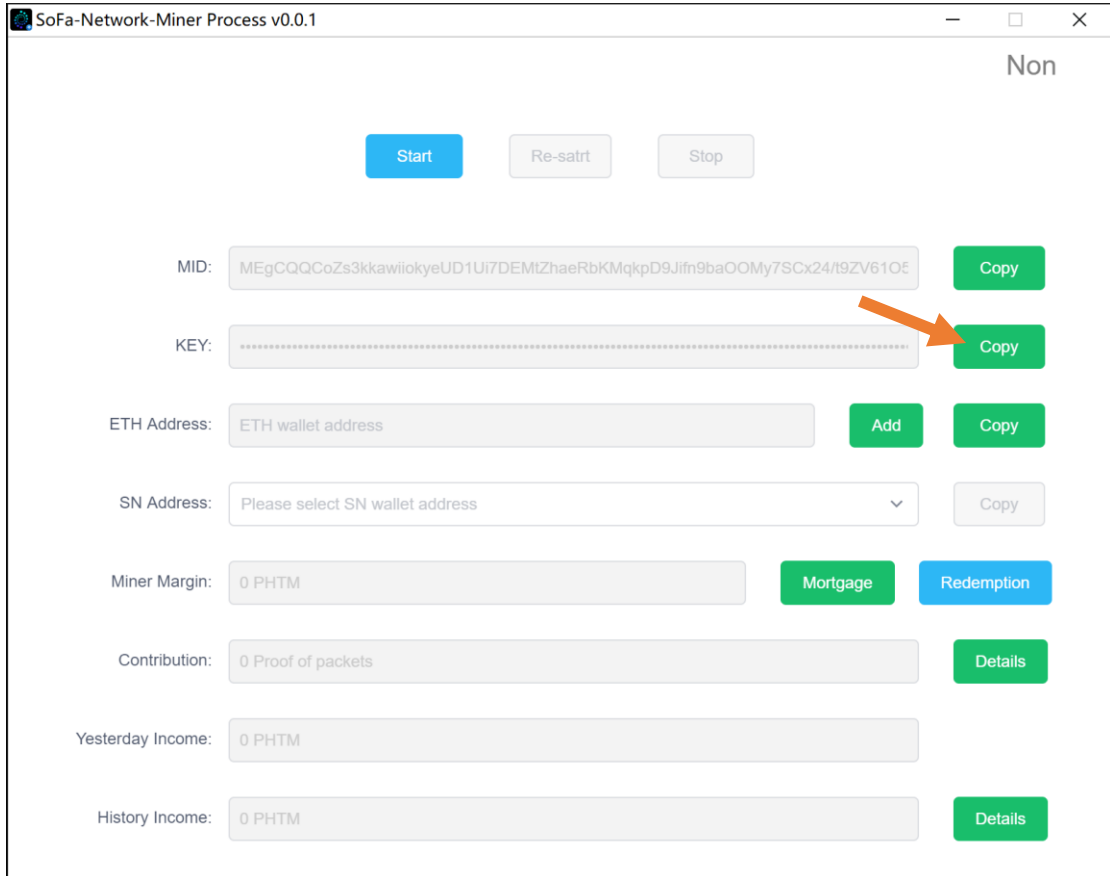 SoFa-Network-Miner Process v0.0.1
Non
Start Re-satrt Stop
MID: MEgCQQCoZs3kkawiiokyeUD1Ui7DEMtZhaeRbKMqkpD9Jifn9baOOMy7SCx24/t9ZV61O5 Copy
KEY: Copy
ETH Address: ETH wallet address Add Copy
SN Address: Please select SN wallet address Copy
Miner Margin: 0 PHTM Mortgage Redemption
Contribution: 0 Proof of packets Details
Yesterday Income: 0 PHTM
History Income: 0 PHTM Details